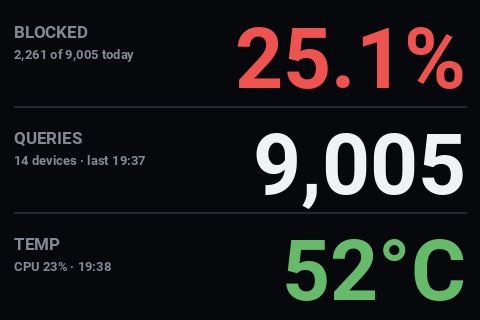 BLOCKED
2,261 of 9,005 today
25.1%
QUERIES
14 devices · last 19:37
9,005
TEMP
CPU 23% · 19:38
52°C